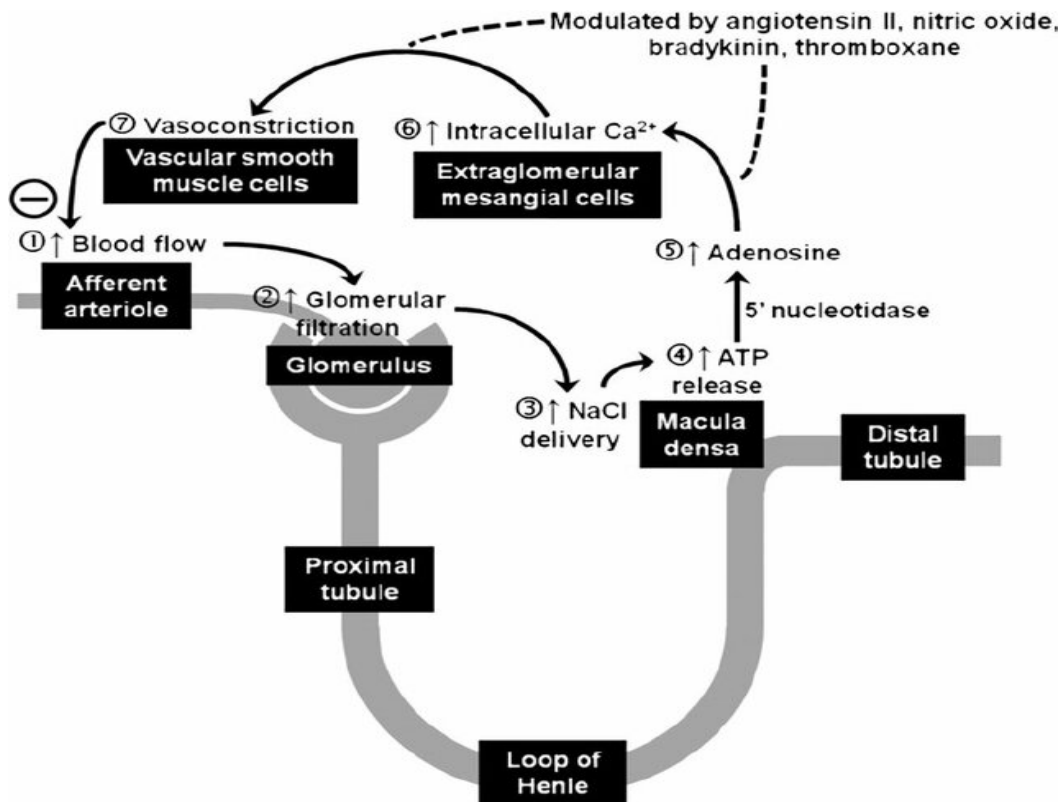 Modulated by angiotensin II, nitric oxide,
bradykinin, thromboxane
⑦ Vasoconstriction
Vascular smooth
muscle cells
⑥ ↑ Intracellular Ca²⁺
Extraglomerular
mesangial cells
① ↑ Blood flow
Afferent
arteriole
② ↑ Glomerular
filtration
Glomerulus
③ ↑ NaCl
delivery
④ ↑ ATP
release
Macula
densa
⑤ ↑ Adenosine
5' nucleotidase
Distal
tubule
Proximal
tubule
Loop of
Henle